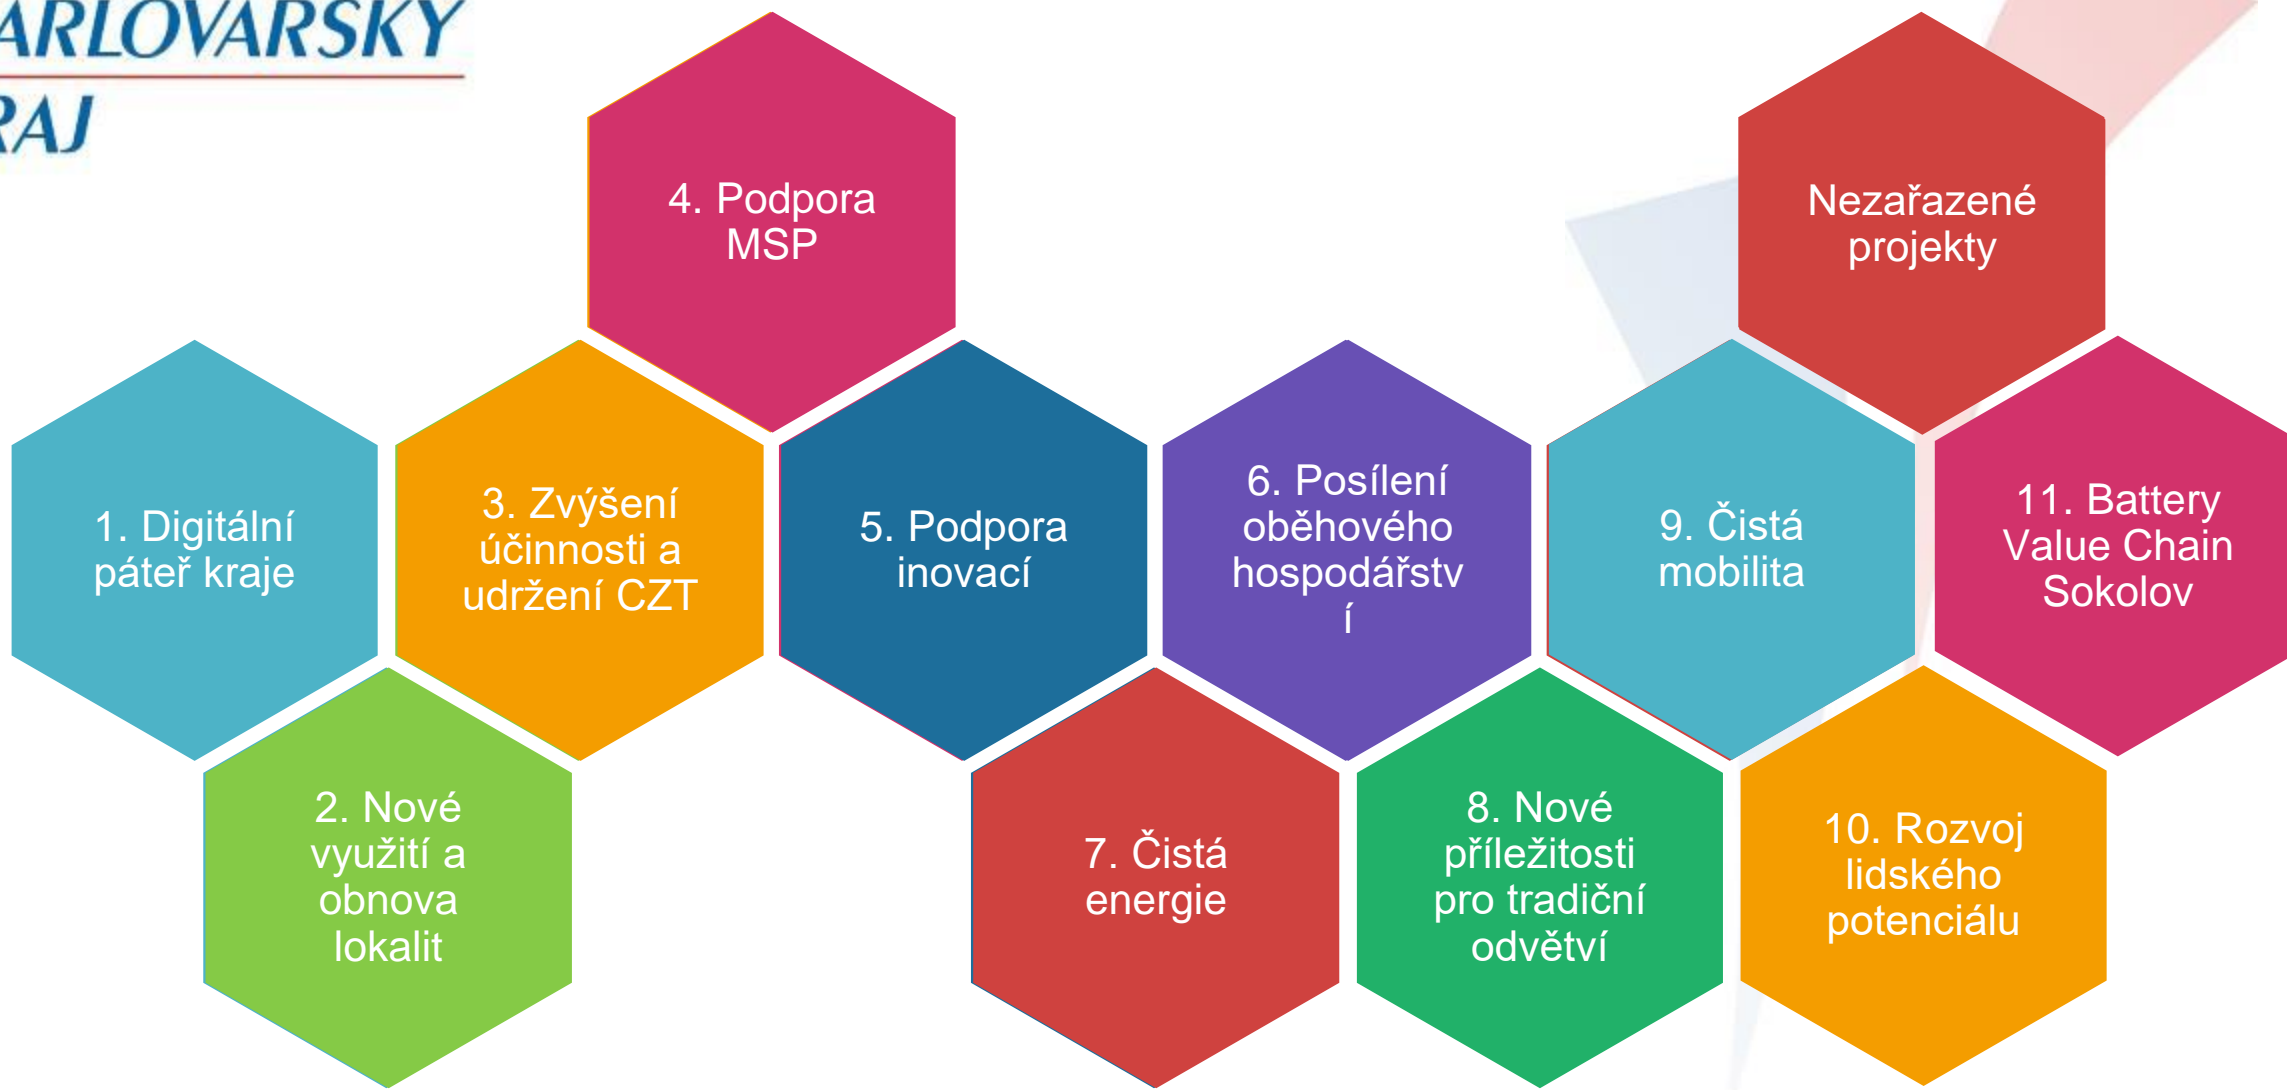 ARLOVARSKÝ
RAJ
4. Podpora
MSP
Nezařazené
projekty
1. Digitální
páteř kraje
3. Zvýšení
účinnosti a
udržení CZT
5. Podpora
inovací
6. Posílení
oběhového
hospodářstv
í
9. Čistá
mobilita
11. Battery
Value Chain
Sokolov
2. Nové
využití a
obnova
lokalit
7. Čistá
energie
8. Nové
příležitosti
pro tradiční
odvětví
10. Rozvoj
lidského
potenciálu